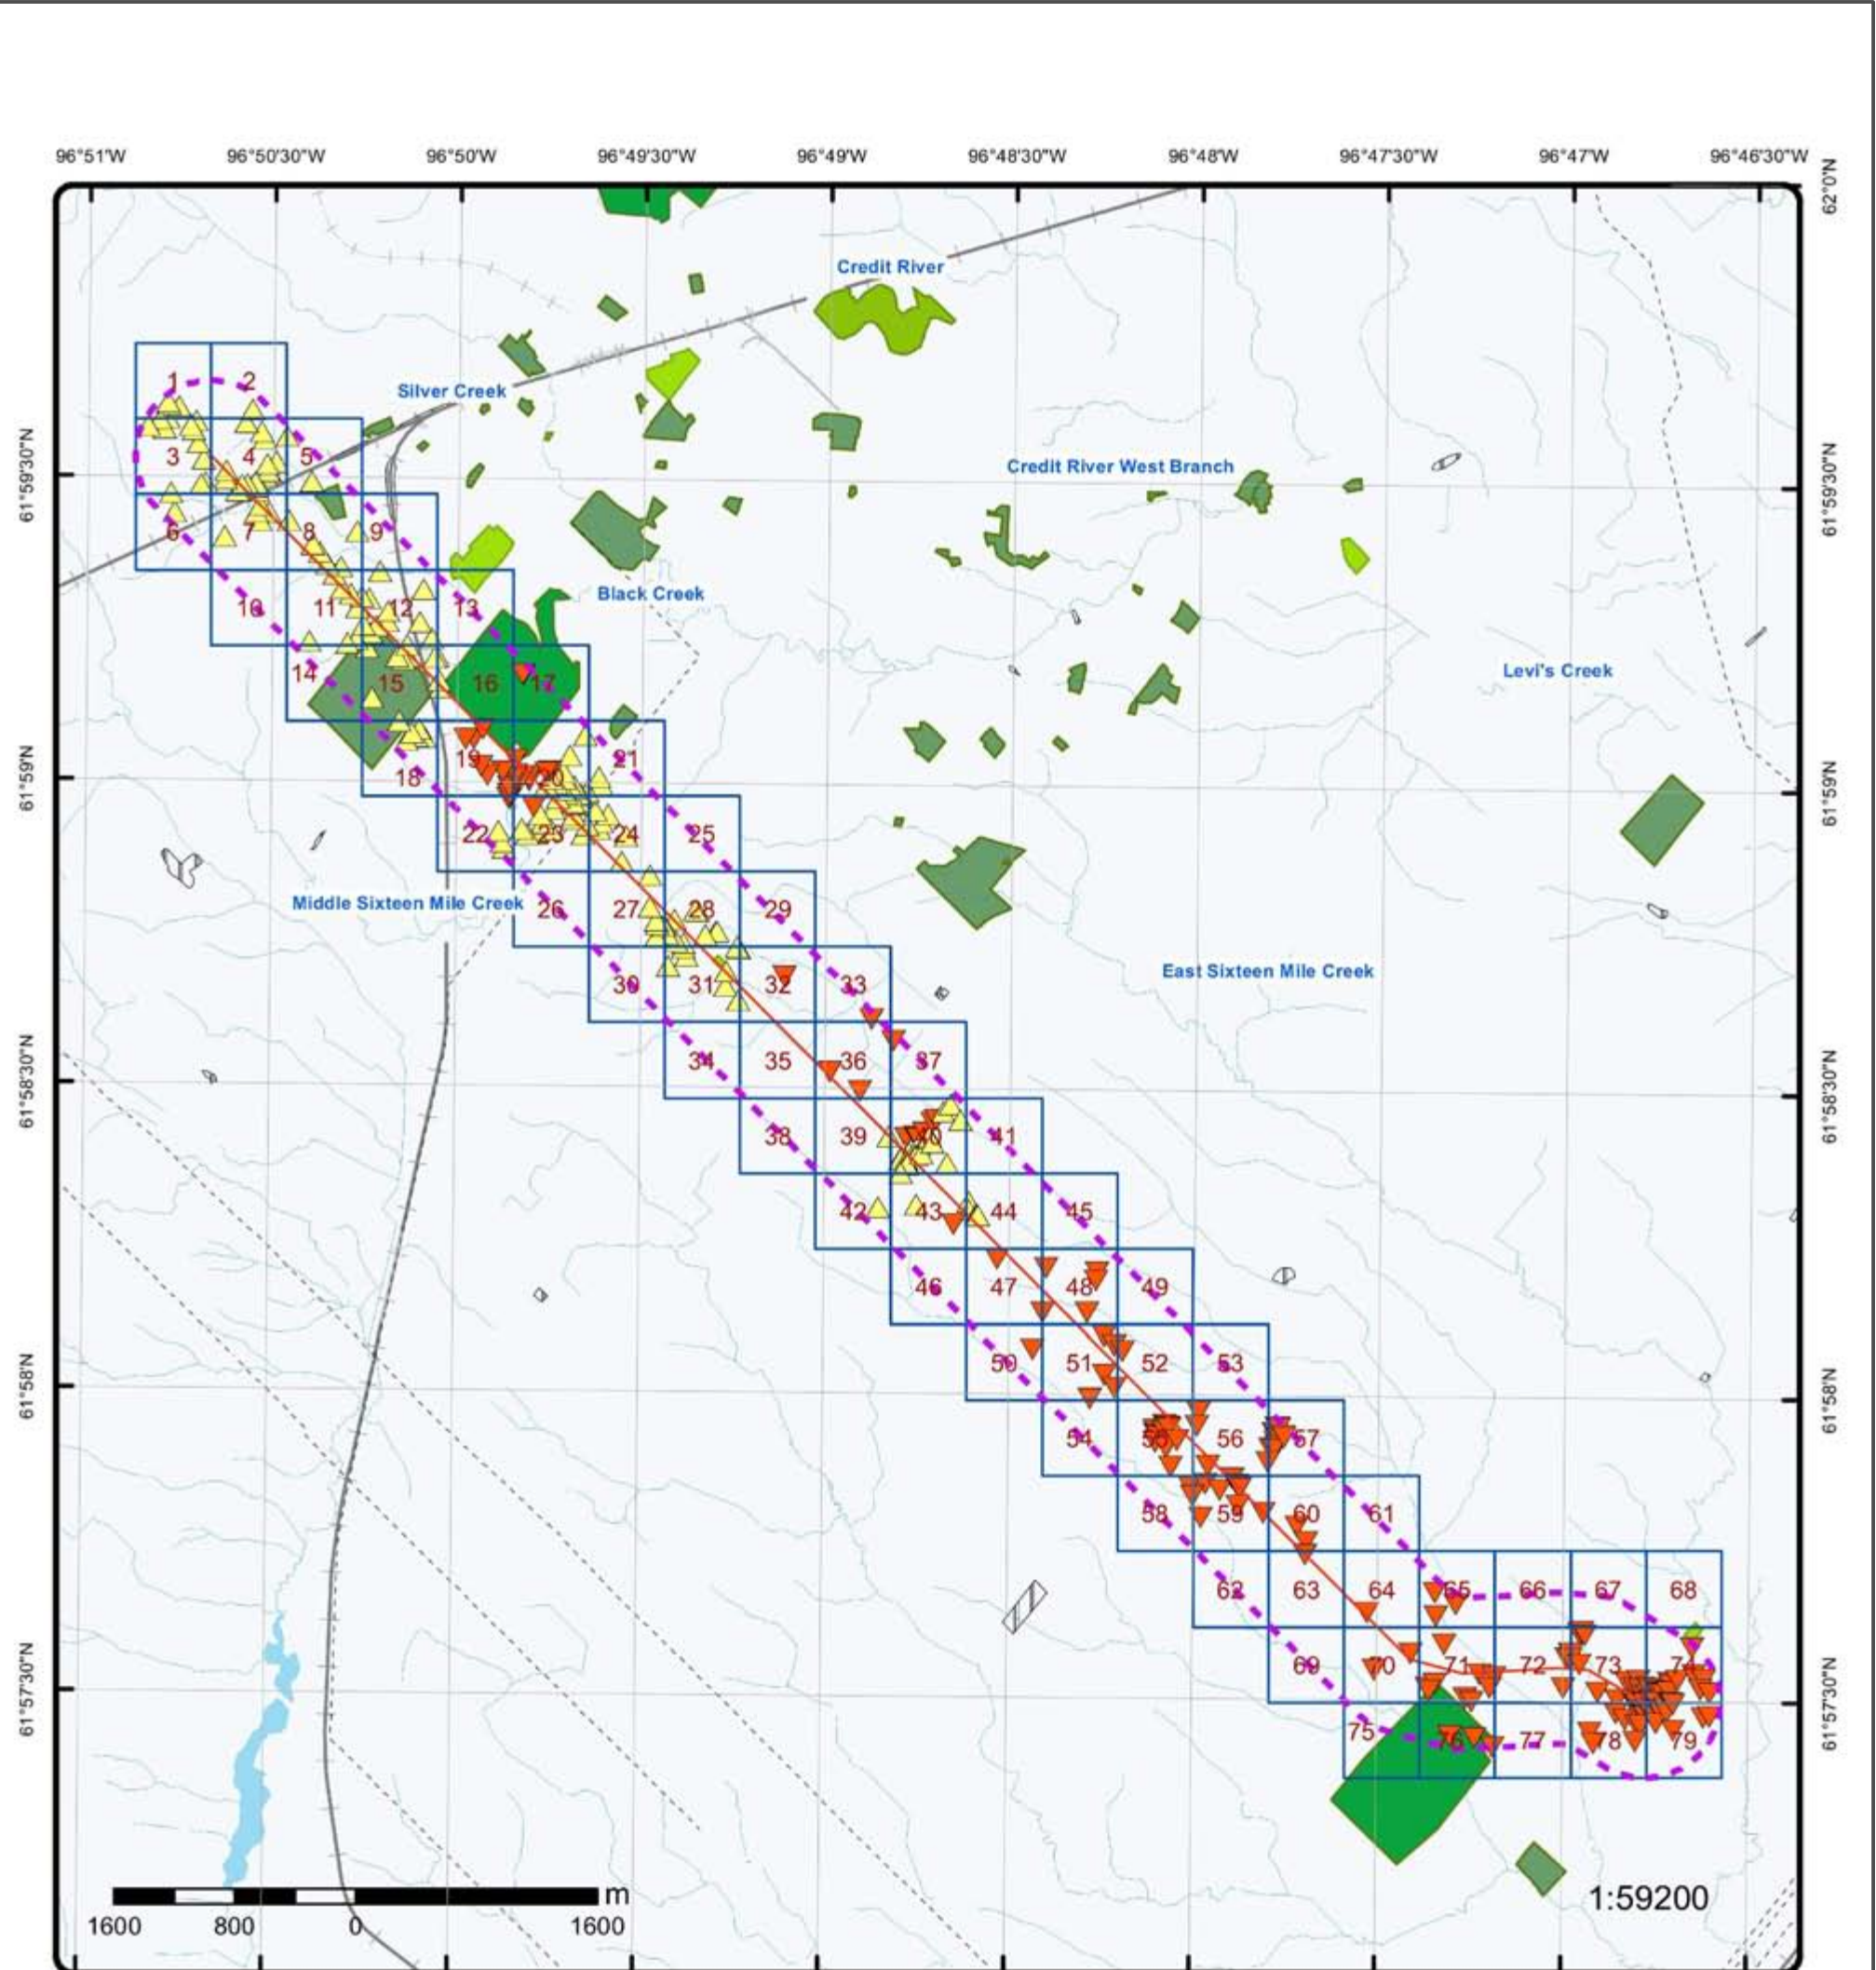 96°51'W 96°50'30"W 96°50'W 96°49'30"W 96°49'W 96°48'30"W 96°48'W 96°47'30"W 96°47'W 96°46'30"W
62°0'N
Credit River
Silver Creek
1 2
3 4 5
61°59'30"N
Credit River West Branch
61°59'30"N
6 7 8 9
Black Creek
10 11 12 13
14 15 16 17
Levi's Creek
18 19 20 21
61°59'N
61°59'N
22 23 24 25
Middle Sixteen Mile Creek
26 27 28 29
East Sixteen Mile Creek
30 31 32 33
34 35 36 37
61°58'30"N
61°58'30"N
38 39 40 41
42 43 44 45
46 47 48 49
50 51 52 53
61°58'N
61°58'N
54 55 56 57
58 59 60 61
62 63 64 65 66 67 68
69 70 71 72 73 74
61°57'30"N
61°57'30"N
75 76 77 78 79
m
1600 800 0 1600
1:59200